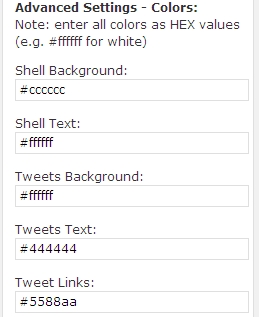 Advanced Settings - Colors:
Note: enter all colors as HEX values
(e.g. #ffffff for white)
Shell Background:
#cccccc
Shell Text:
#ffffff
Tweets Background:
#ffffff
Tweets Text:
#444444
Tweet Links:
#5588aa